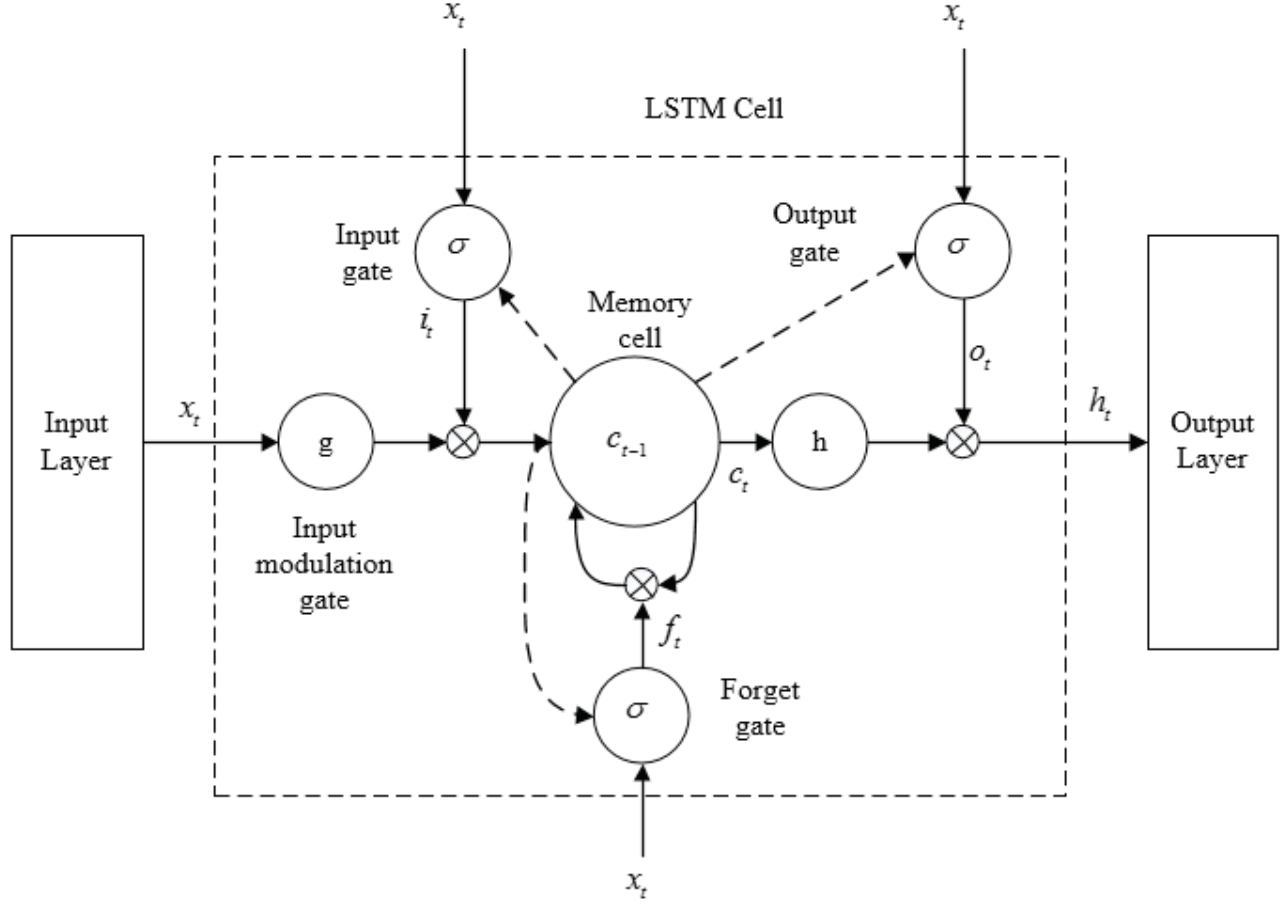 x_t
x_t
LSTM Cell
Input
gate
σ
Output
gate
σ
Memory
cell
i_t
o_t
Input
Layer
x_t
g
c_{t-1}
c_t
h
h_t
Output
Layer
Input
modulation
gate
f_t
σ
Forget
gate
x_t